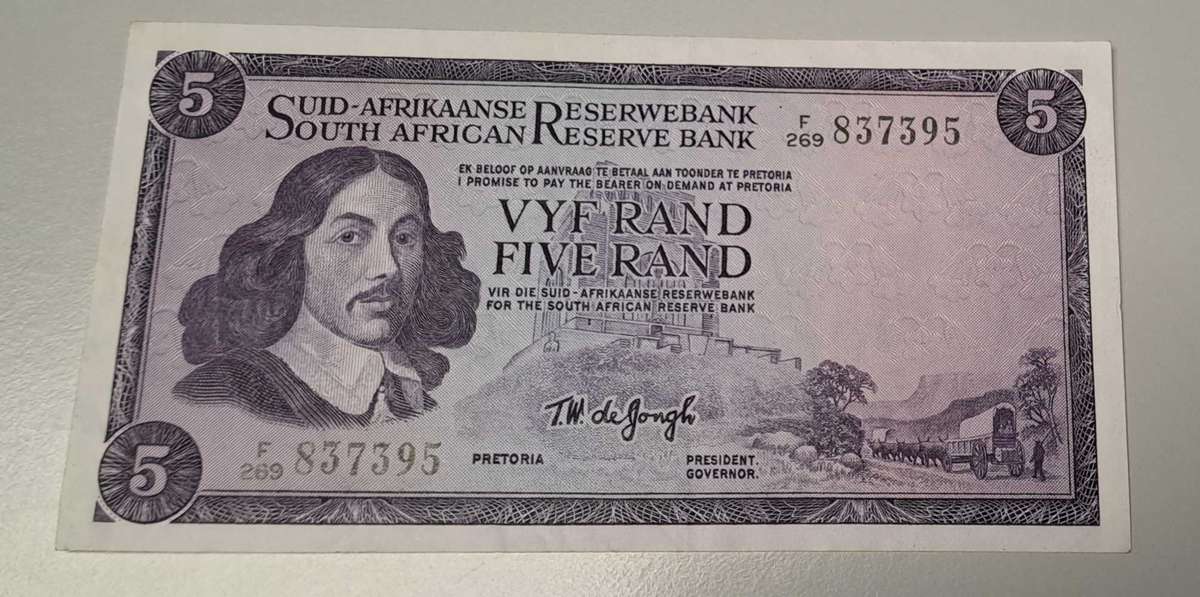 5
5
SUID-AFRIKAANSE RESERWEBANK
SOUTH AFRICAN RESERVE BANK
F/269 837395
EK BELOOF OP AANVRAAG TE BETAAL AAN TOONDER TE PRETORIA
I PROMISE TO PAY THE BEARER ON DEMAND AT PRETORIA
VYF RAND
FIVE RAND
VIR DIE SUID-AFRIKAANSE RESERWEBANK
FOR THE SOUTH AFRICAN RESERVE BANK
T.W. de Jongh
F/269 837395
PRETORIA
PRESIDENT.
GOVERNOR.
5